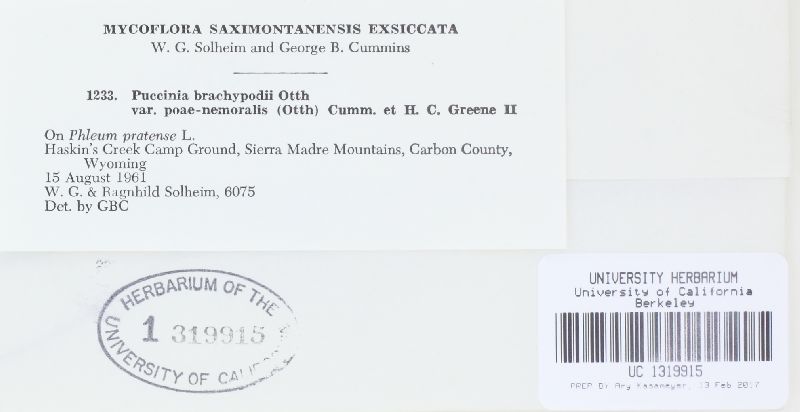 MYCOFLORA SAXIMONTANENSIS EXSICCATA
W. G. Solheim and George B. Cummins
1233. Puccinia brachypodii Otth
var. poae-nemoralis (Otth) Cumm. et H. C. Greene II
On Phleum pratense L.
Haskin's Creek Camp Ground, Sierra Madre Mountains, Carbon County,
Wyoming
15 August 1961
W. G. & Ragnhild Solheim, 6075
Det. by GBC
HERBARIUM OF THE
1 319915
UNIVERSITY OF
UNIVERSITY HERBARIUM
University of California
Berkeley
UC 1319915
PREP BY Amy Kasameyer, 13 Feb 2017